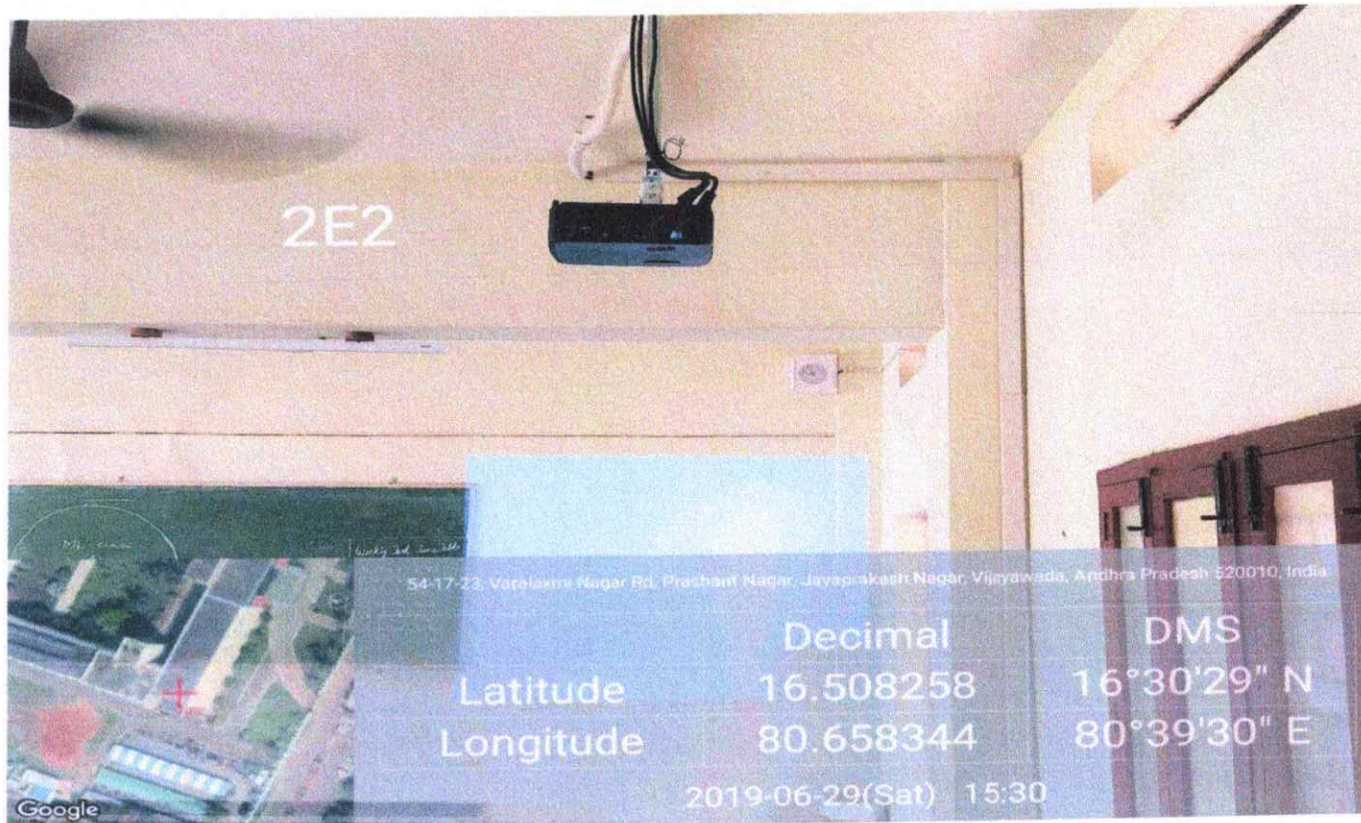 2E2
54-17-23, Varalaxmi Nagar Rd, Prashant Nagar, Jayaprakash Nagar, Vijayawada, Andhra Pradesh 520010, India
Decimal DMS
Latitude 16.508258 16°30'29" N
Longitude 80.658344 80°39'30" E
2019-06-29(Sat) 15:30
Google